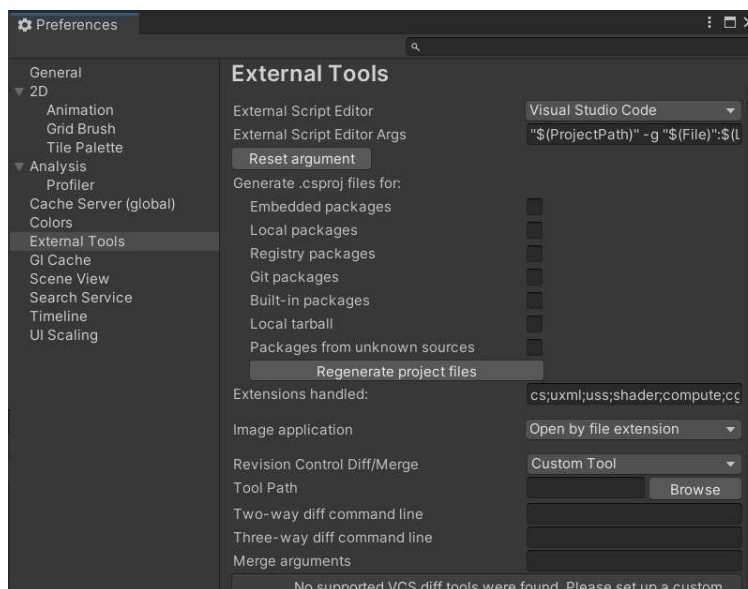 Preferences
General
2D
Animation
Grid Brush
Tile Palette
Analysis
Profiler
Cache Server (global)
Colors
External Tools
GI Cache
Scene View
Search Service
Timeline
UI Scaling
External Tools
External Script Editor Visual Studio Code
External Script Editor Args "$(ProjectPath)" -g "$(File)":$(L
Reset argument
Generate .csproj files for:
Embedded packages
Local packages
Registry packages
Git packages
Built-in packages
Local tarball
Packages from unknown sources
Regenerate project files
Extensions handled: cs;uxml;uss;shader;compute;cg
Image application Open by file extension
Revision Control Diff/Merge Custom Tool
Tool Path Browse
Two-way diff command line
Three-way diff command line
Merge arguments
No supported VCS diff tools were found. Please set up a custom